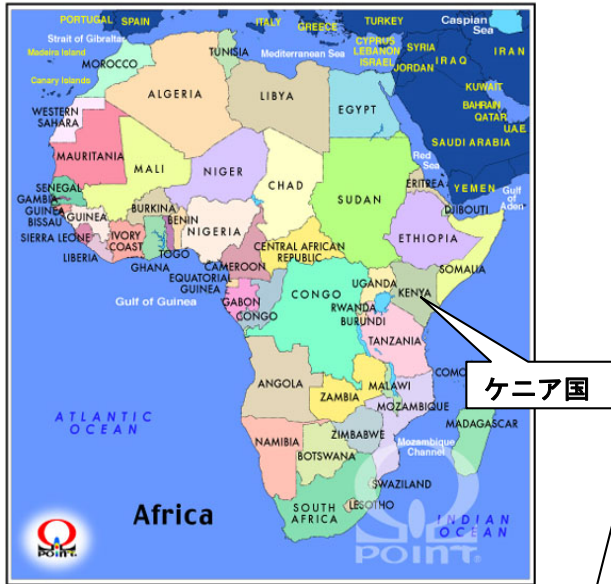 PORTUGAL
SPAIN
ITALY
GREECE
TURKEY
Caspian
Sea
Strait of Gibraltar
Madeira Island
MOROCCO
TUNISIA
Mediterranean Sea
CYPRUS
LEBANON
ISRAEL
SYRIA
JORDAN
IRAQ
IRAN
Canary Islands
ALGERIA
LIBYA
EGYPT
KUWAIT
BAHRAIN
QATAR
U.A.E.
SAUDI ARABIA
WESTERN
SAHARA
MAURITANIA
MALI
NIGER
CHAD
SUDAN
Red
Sea
ERITREA
YEMEN
Gulf
of Aden
DJIBOUTI
SENEGAL
GAMBIA
GUINEA
BISSAU
GUINEA
SIERRA LEONE
LIBERIA
IVORY
COAST
BURKINA
GHANA
TOGO
BENIN
NIGERIA
CAMEROON
EQUATORIAL
GUINEA
CENTRAL AFRICAN
REPUBLIC
ETHIOPIA
SOMALIA
Gulf of Guinea
GABON
CONGO
CONGO
UGANDA
KENYA
RWANDA
BURUNDI
TANZANIA
ケニア国
COMO
ANGOLA
ZAMBIA
MALAWI
MOZAMBIQUE
MADAGASCAR
ATLANTIC
OCEAN
NAMIBIA
ZIMBABWE
BOTSWANA
Mozambique
Channel
SWAZILAND
LESOTHO
SOUTH
AFRICA
Africa
INDIAN
OCEAN
POINT
POINT